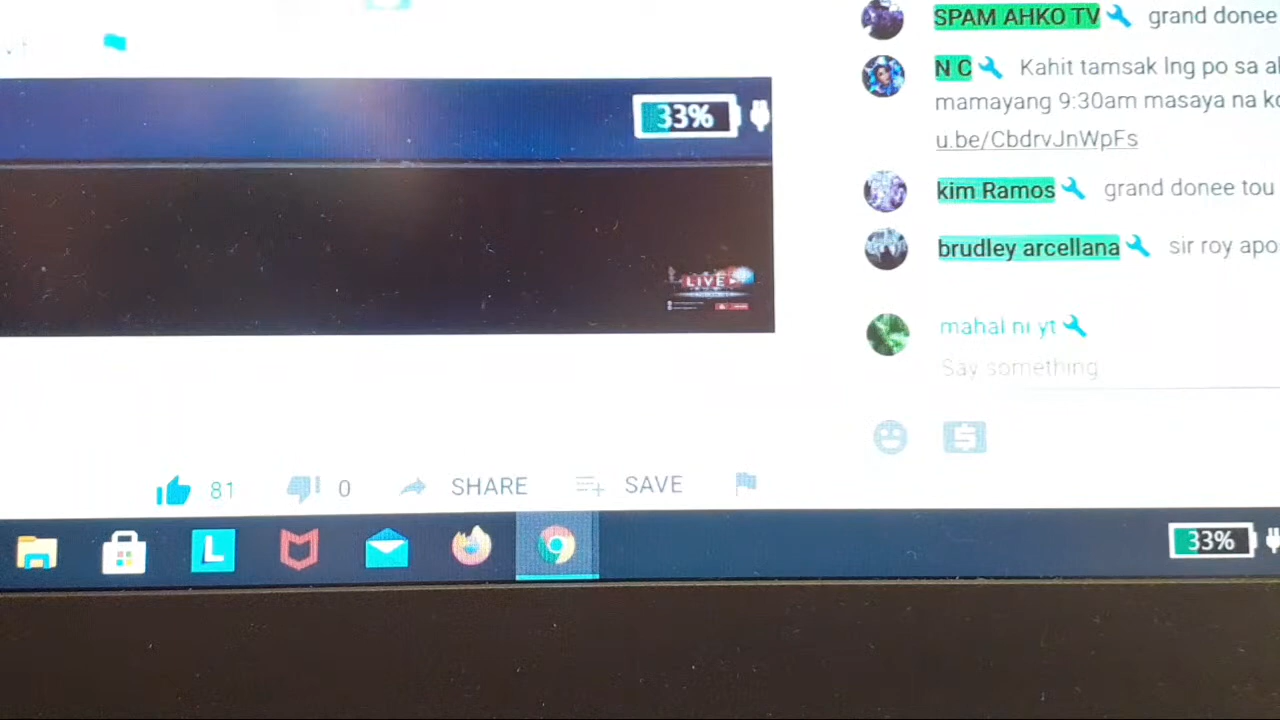 33%
LIVE
SPAM AHKO TV grand donee
N C Kahit tamsak lng po sa
mamayang 9:30am masaya na
u.be/CbdrvJnWpFs
kim Ramos grand donee tou
brudley arcellana sir roy apo
mahal ni yt
Say something
81 0 SHARE SAVE
L
33%